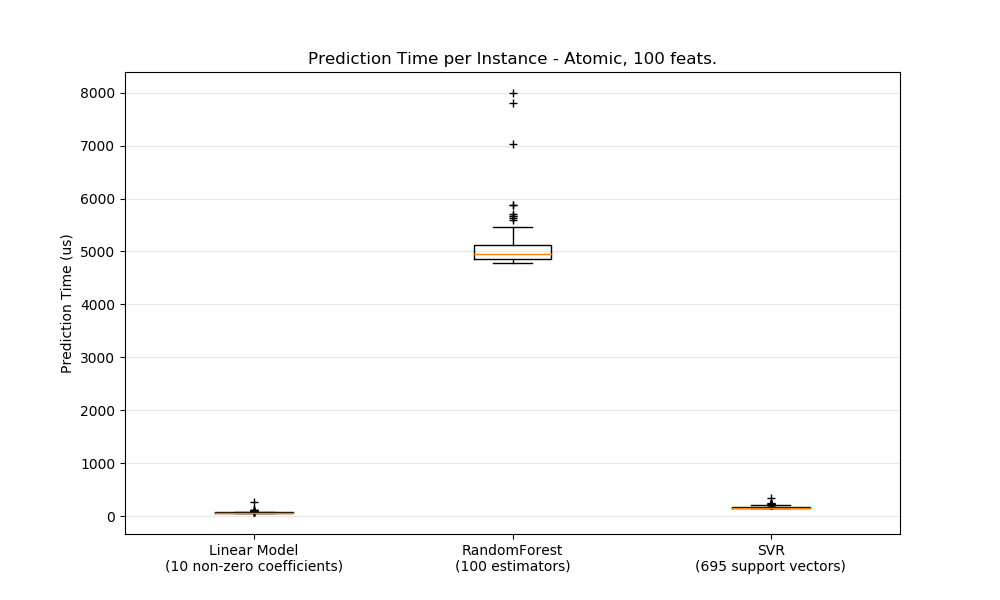 Prediction Time per Instance - Atomic, 100 feats.
8000
7000
6000
5000
4000
3000
2000
1000
0
Prediction Time (us)
Linear Model
(10 non-zero coefficients)
RandomForest
(100 estimators)
SVR
(695 support vectors)